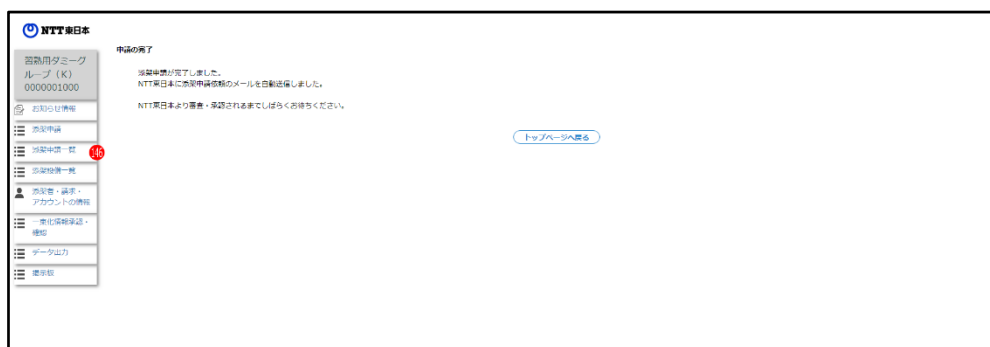 NTT東日本
習熟用ダミーグ
ループ（K）
0000001000
お知らせ情報
添架申請
添架申請一覧
146
添架設備一覧
添架者・請求・
アカウントの情報
一束化情報承認・
確認
データ出力
掲示板
申請の完了
添架申請が完了しました。
NTT東日本に添架申請依頼のメールを自動送信しました。
NTT東日本より審査・承認されるまでしばらくお待ちください。
トップページへ戻る